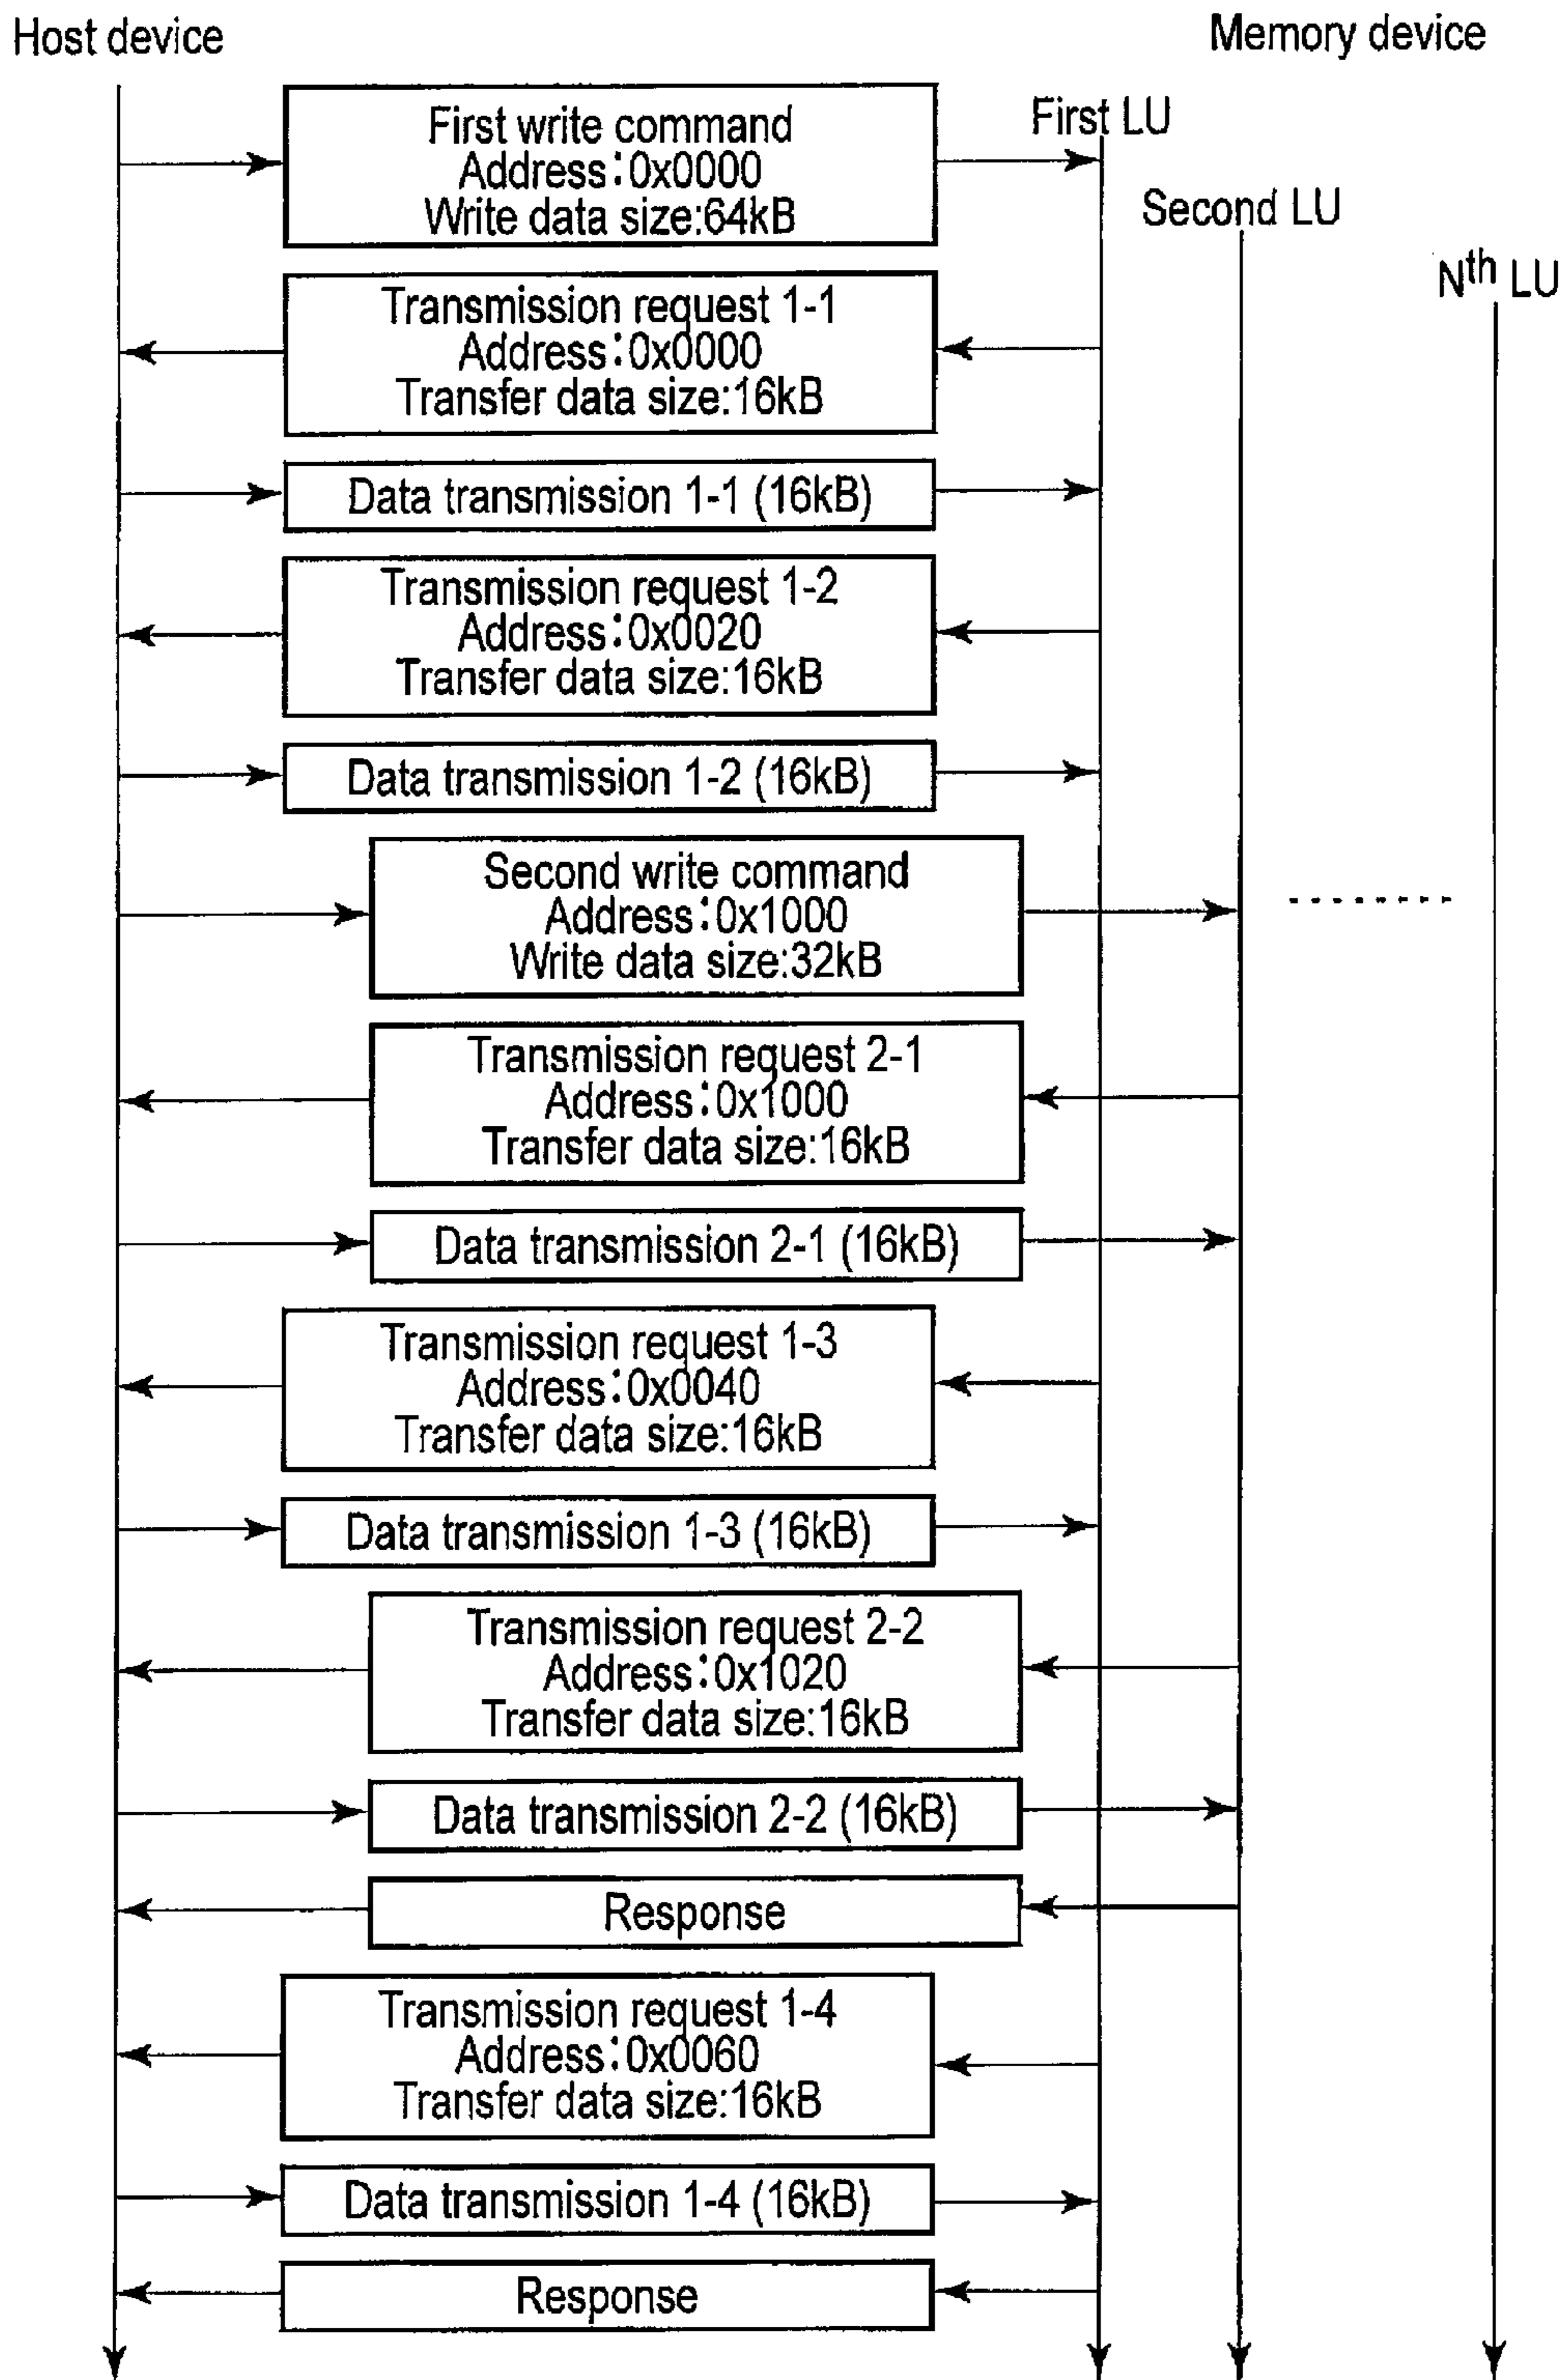 Host device
Memory device
First LU
Second LU
Nth LU
First write command
Address:0x0000
Write data size:64kB
Transmission request 1-1
Address:0x0000
Transfer data size:16kB
Data transmission 1-1 (16kB)
Transmission request 1-2
Address:0x0020
Transfer data size:16kB
Data transmission 1-2 (16kB)
Second write command
Address:0x1000
Write data size:32kB
Transmission request 2-1
Address:0x1000
Transfer data size:16kB
Data transmission 2-1 (16kB)
Transmission request 1-3
Address:0x0040
Transfer data size:16kB
Data transmission 1-3 (16kB)
Transmission request 2-2
Address:0x1020
Transfer data size:16kB
Data transmission 2-2 (16kB)
Response
Transmission request 1-4
Address:0x0060
Transfer data size:16kB
Data transmission 1-4 (16kB)
Response